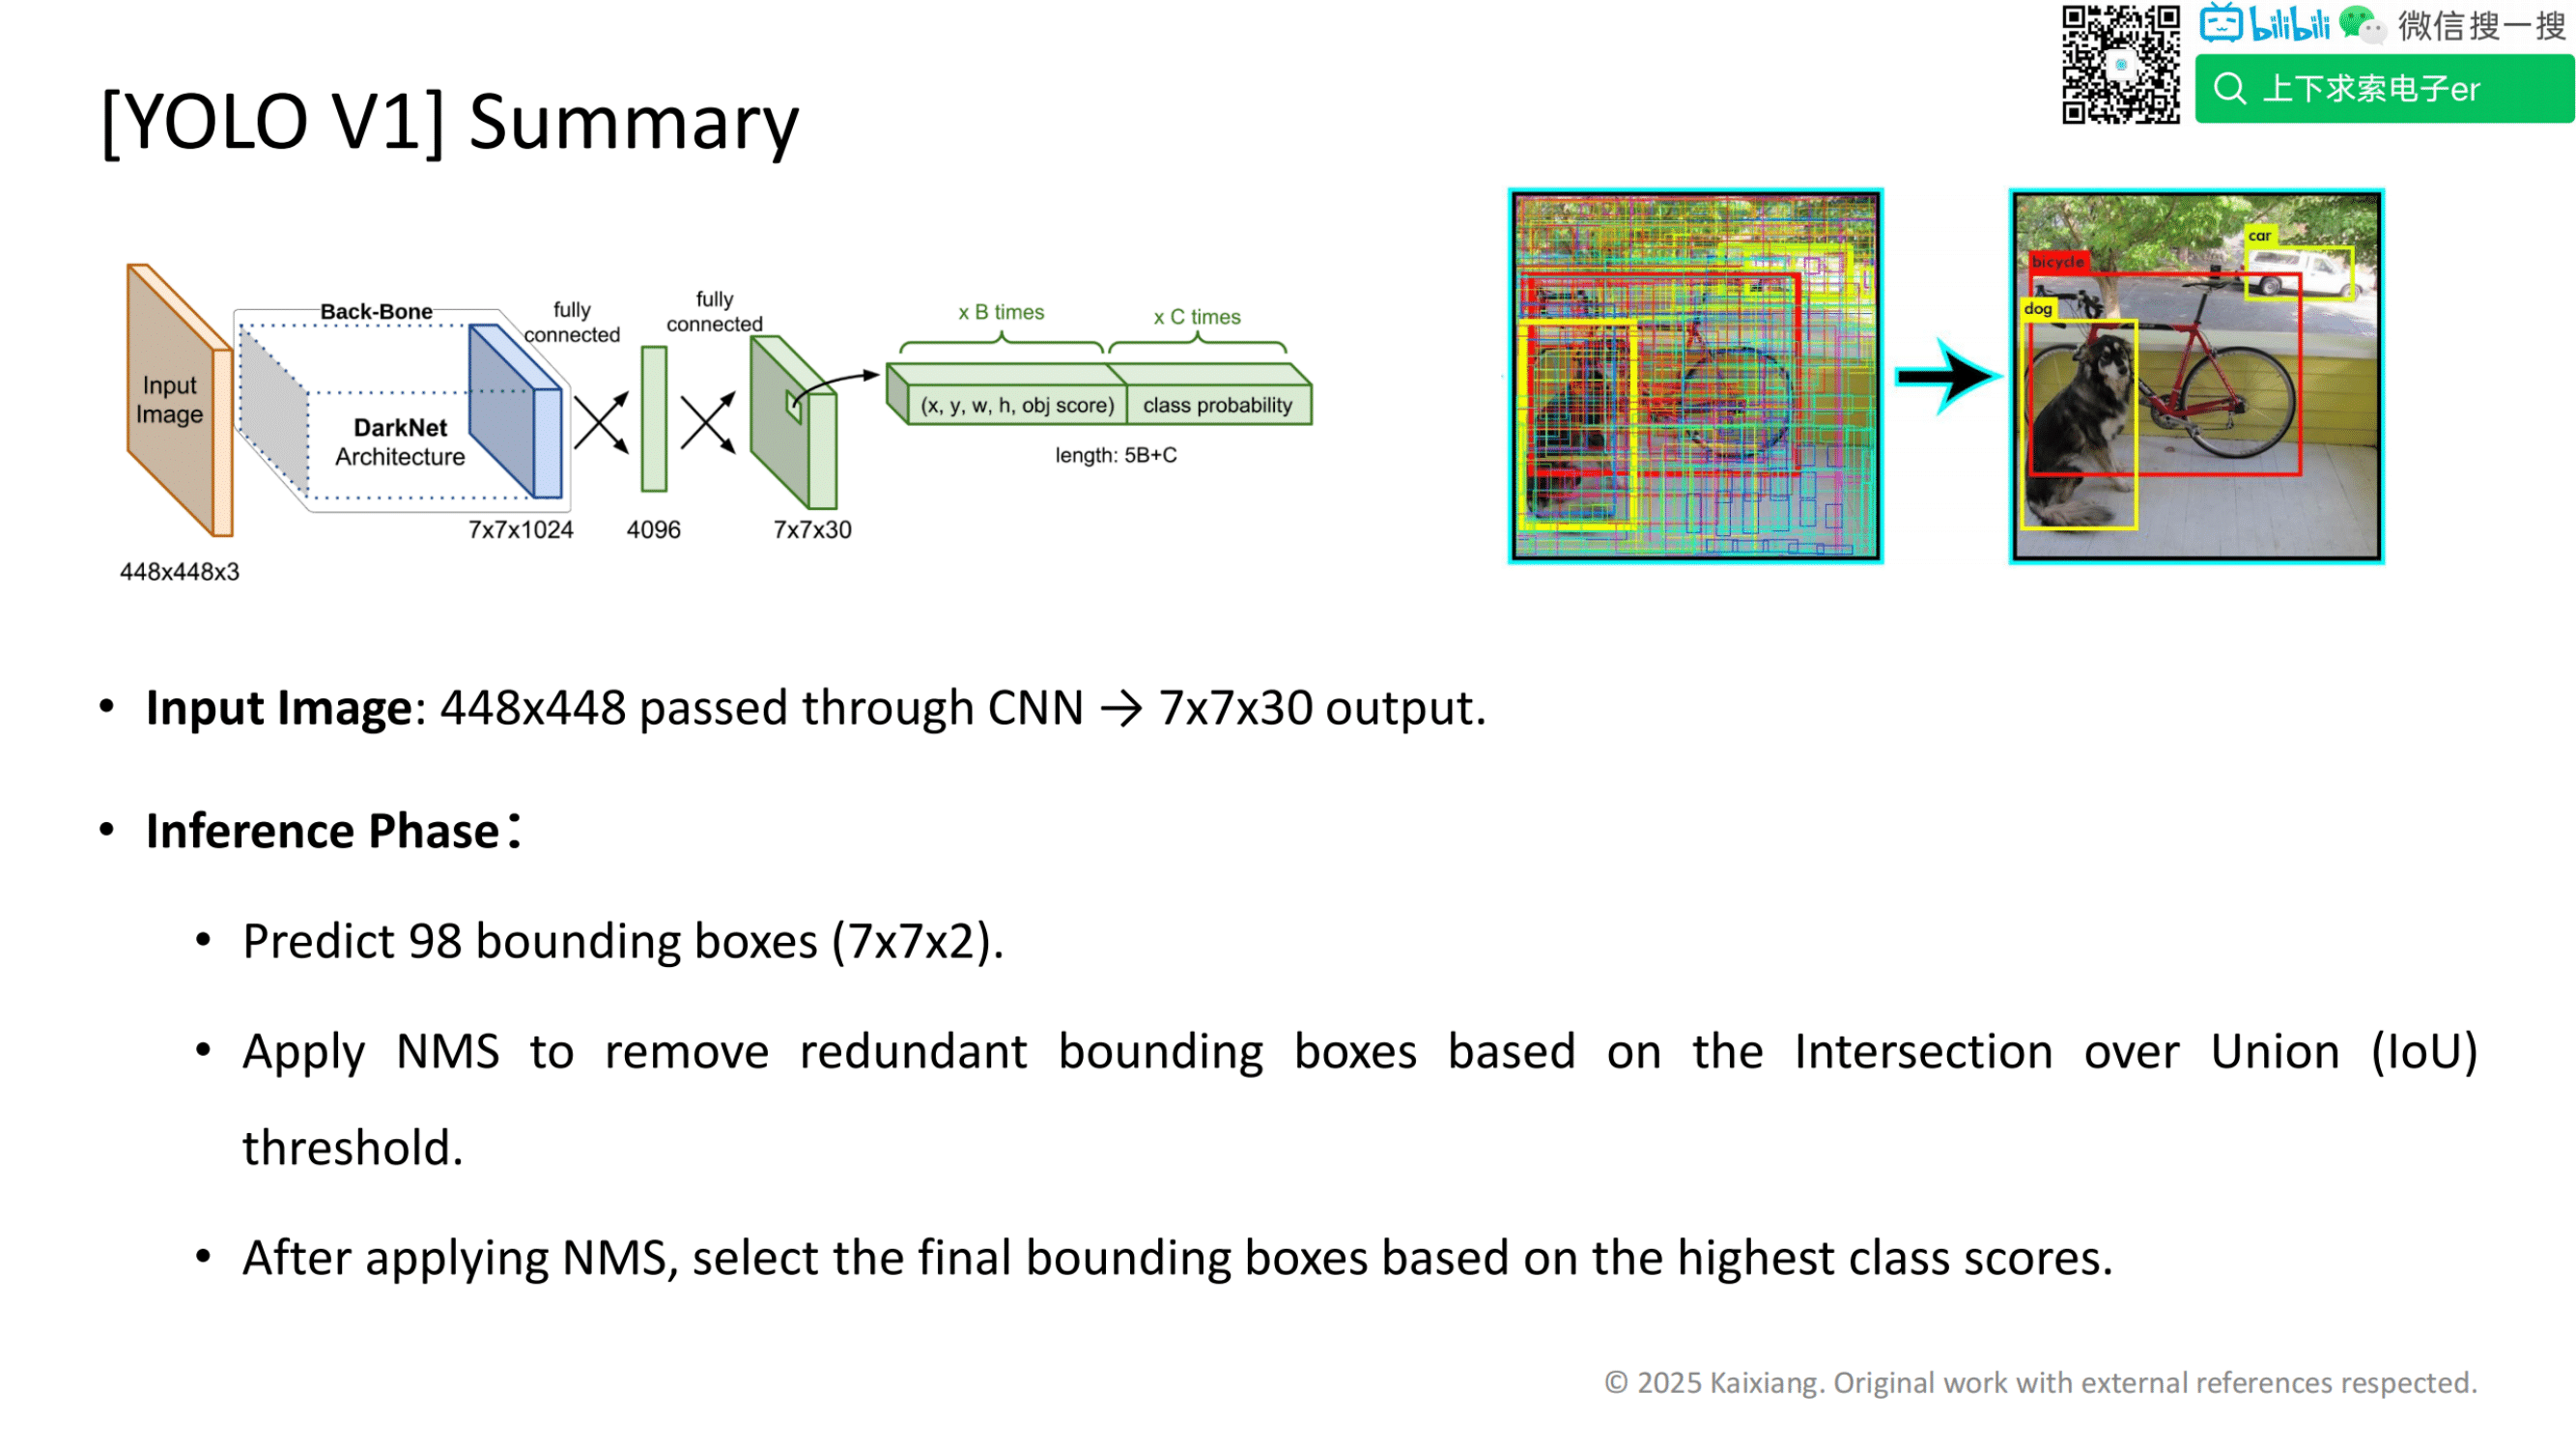 bilibili 微信搜一搜
上下求索电子er
[YOLO V1] Summary
Input
Image
448x448x3
Back-Bone
DarkNet
Architecture
7x7x1024
fully
connected
4096
fully
connected
7x7x30
x B times
x C times
(x, y, w, h, obj score)
class probability
length: 5B+C
car
bicycle
dog
• Input Image: 448x448 passed through CNN → 7x7x30 output.
• Inference Phase：
• Predict 98 bounding boxes (7x7x2).
• Apply NMS to remove redundant bounding boxes based on the Intersection over Union (IoU)
threshold.
• After applying NMS, select the final bounding boxes based on the highest class scores.
© 2025 Kaixiang. Original work with external references respected.